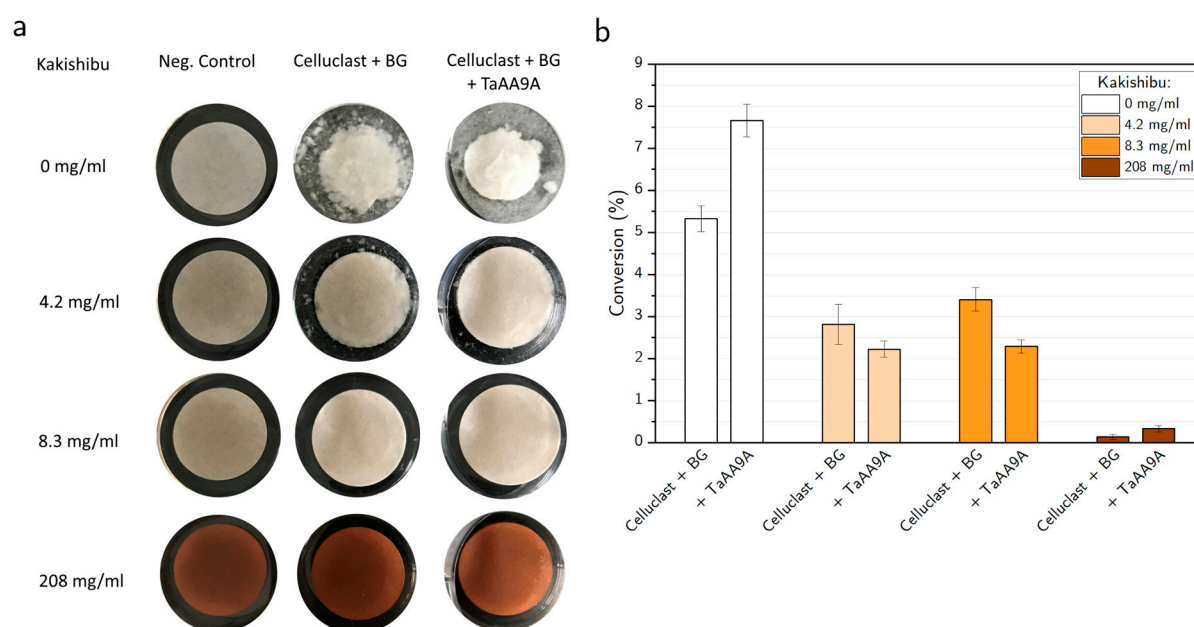 a
Kakishibu
Neg. Control
Celluclast + BG
Celluclast + BG
+ TaAA9A
0 mg/ml
4.2 mg/ml
8.3 mg/ml
208 mg/ml
b
Conversion (%)
9
8
7
6
5
4
3
2
1
0
Kakishibu:
0 mg/ml
4.2 mg/ml
8.3 mg/ml
208 mg/ml
Celluclast + BG
+ TaAA9A
Celluclast + BG
+ TaAA9A
Celluclast + BG
+ TaAA9A
Celluclast + BG
+ TaAA9A